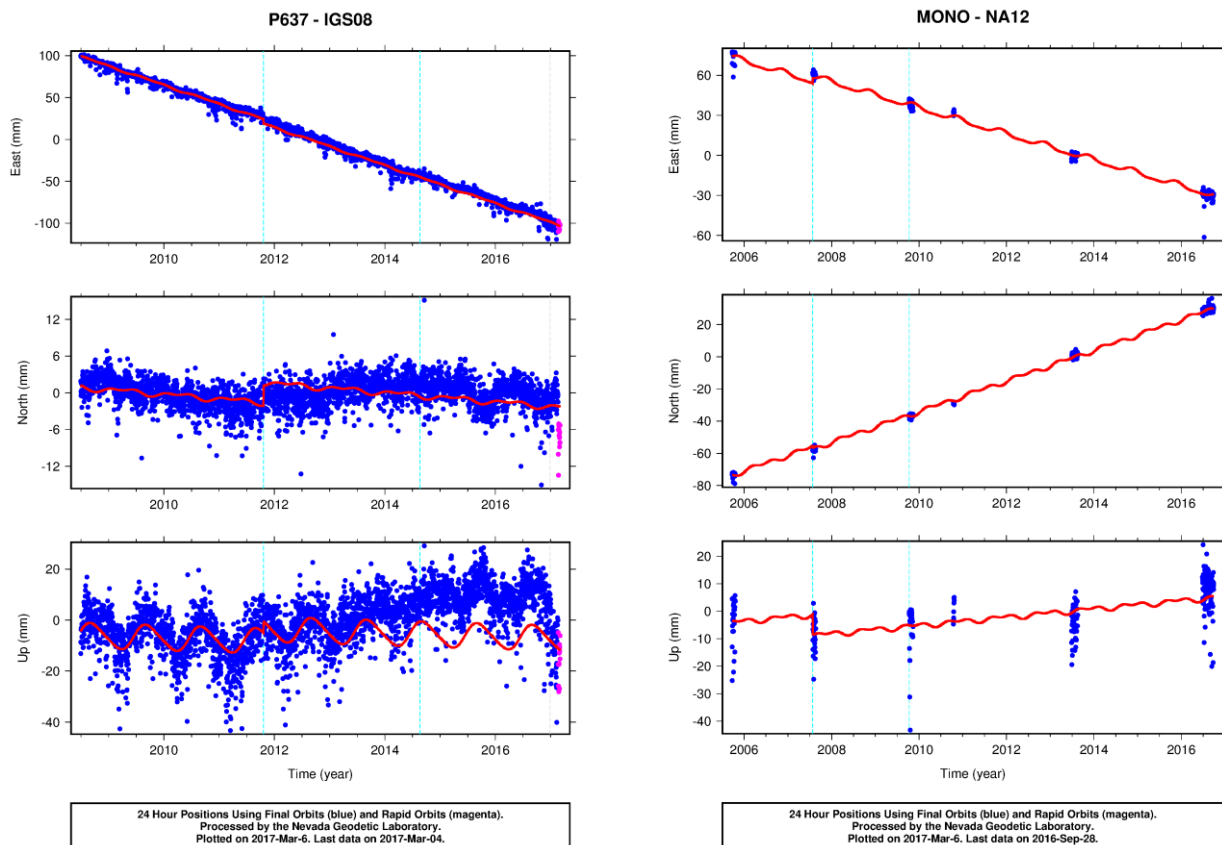 P637 - IGS08
100
50
0
-50
-100
East (mm)
2010 2012 2014 2016
12
6
0
-6
-12
North (mm)
2010 2012 2014 2016
20
0
-20
-40
Up (mm)
2010 2012 2014 2016
Time (year)
24 Hour Positions Using Final Orbits (blue) and Rapid Orbits (magenta).
Processed by the Nevada Geodetic Laboratory.
Plotted on 2017-Mar-6. Last data on 2017-Mar-04.
MONO - NA12
60
30
0
-30
-60
East (mm)
2006 2008 2010 2012 2014 2016
20
0
-20
-40
-60
-80
North (mm)
2006 2008 2010 2012 2014 2016
20
10
0
-10
-20
-30
-40
Up (mm)
2006 2008 2010 2012 2014 2016
Time (year)
24 Hour Positions Using Final Orbits (blue) and Rapid Orbits (magenta).
Processed by the Nevada Geodetic Laboratory.
Plotted on 2017-Mar-6. Last data on 2016-Sep-28.